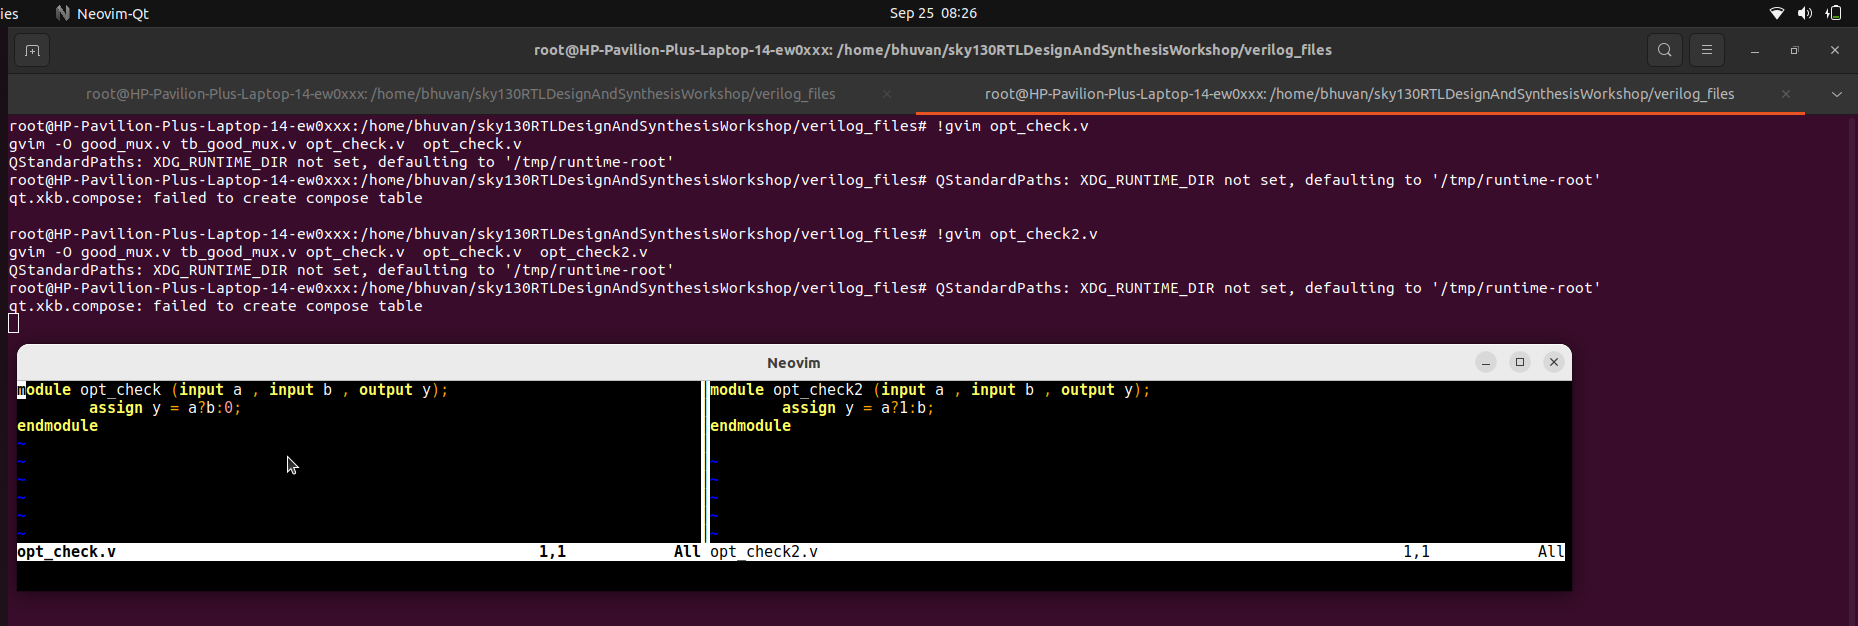 ies Neovim-Qt Sep 25 08:26
root@HP-Pavilion-Plus-Laptop-14-ew0xxx: /home/bhuvan/sky130RTLDesignAndSynthesisWorkshop/verilog_files
root@HP-Pavilion-Plus-Laptop-14-ew0xxx: /home/bhuvan/sky130RTLDesignAndSynthesisWorkshop/verilog_files × root@HP-Pavilion-Plus-Laptop-14-ew0xxx: /home/bhuvan/sky130RTLDesignAndSynthesisWorkshop/verilog_files ×
root@HP-Pavilion-Plus-Laptop-14-ew0xxx:/home/bhuvan/sky130RTLDesignAndSynthesisWorkshop/verilog_files# !gvim opt_check.v
gvim -O good_mux.v tb_good_mux.v opt_check.v  opt_check.v
QStandardPaths: XDG_RUNTIME_DIR not set, defaulting to '/tmp/runtime-root'
root@HP-Pavilion-Plus-Laptop-14-ew0xxx:/home/bhuvan/sky130RTLDesignAndSynthesisWorkshop/verilog_files# QStandardPaths: XDG_RUNTIME_DIR not set, defaulting to '/tmp/runtime-root'
qt.xkb.compose: failed to create compose table
root@HP-Pavilion-Plus-Laptop-14-ew0xxx:/home/bhuvan/sky130RTLDesignAndSynthesisWorkshop/verilog_files# !gvim opt_check2.v
gvim -O good_mux.v tb_good_mux.v opt_check.v  opt_check.v  opt_check2.v
QStandardPaths: XDG_RUNTIME_DIR not set, defaulting to '/tmp/runtime-root'
root@HP-Pavilion-Plus-Laptop-14-ew0xxx:/home/bhuvan/sky130RTLDesignAndSynthesisWorkshop/verilog_files# QStandardPaths: XDG_RUNTIME_DIR not set, defaulting to '/tmp/runtime-root'
qt.xkb.compose: failed to create compose table
Neovim
module opt_check (input a , input b , output y);
assign y = a?b:0;
endmodule
~
~
~
~
~
~
opt_check.v 1,1 All
module opt_check2 (input a , input b , output y);
assign y = a?1:b;
endmodule
~
~
~
~
~
opt_check2.v 1,1 All